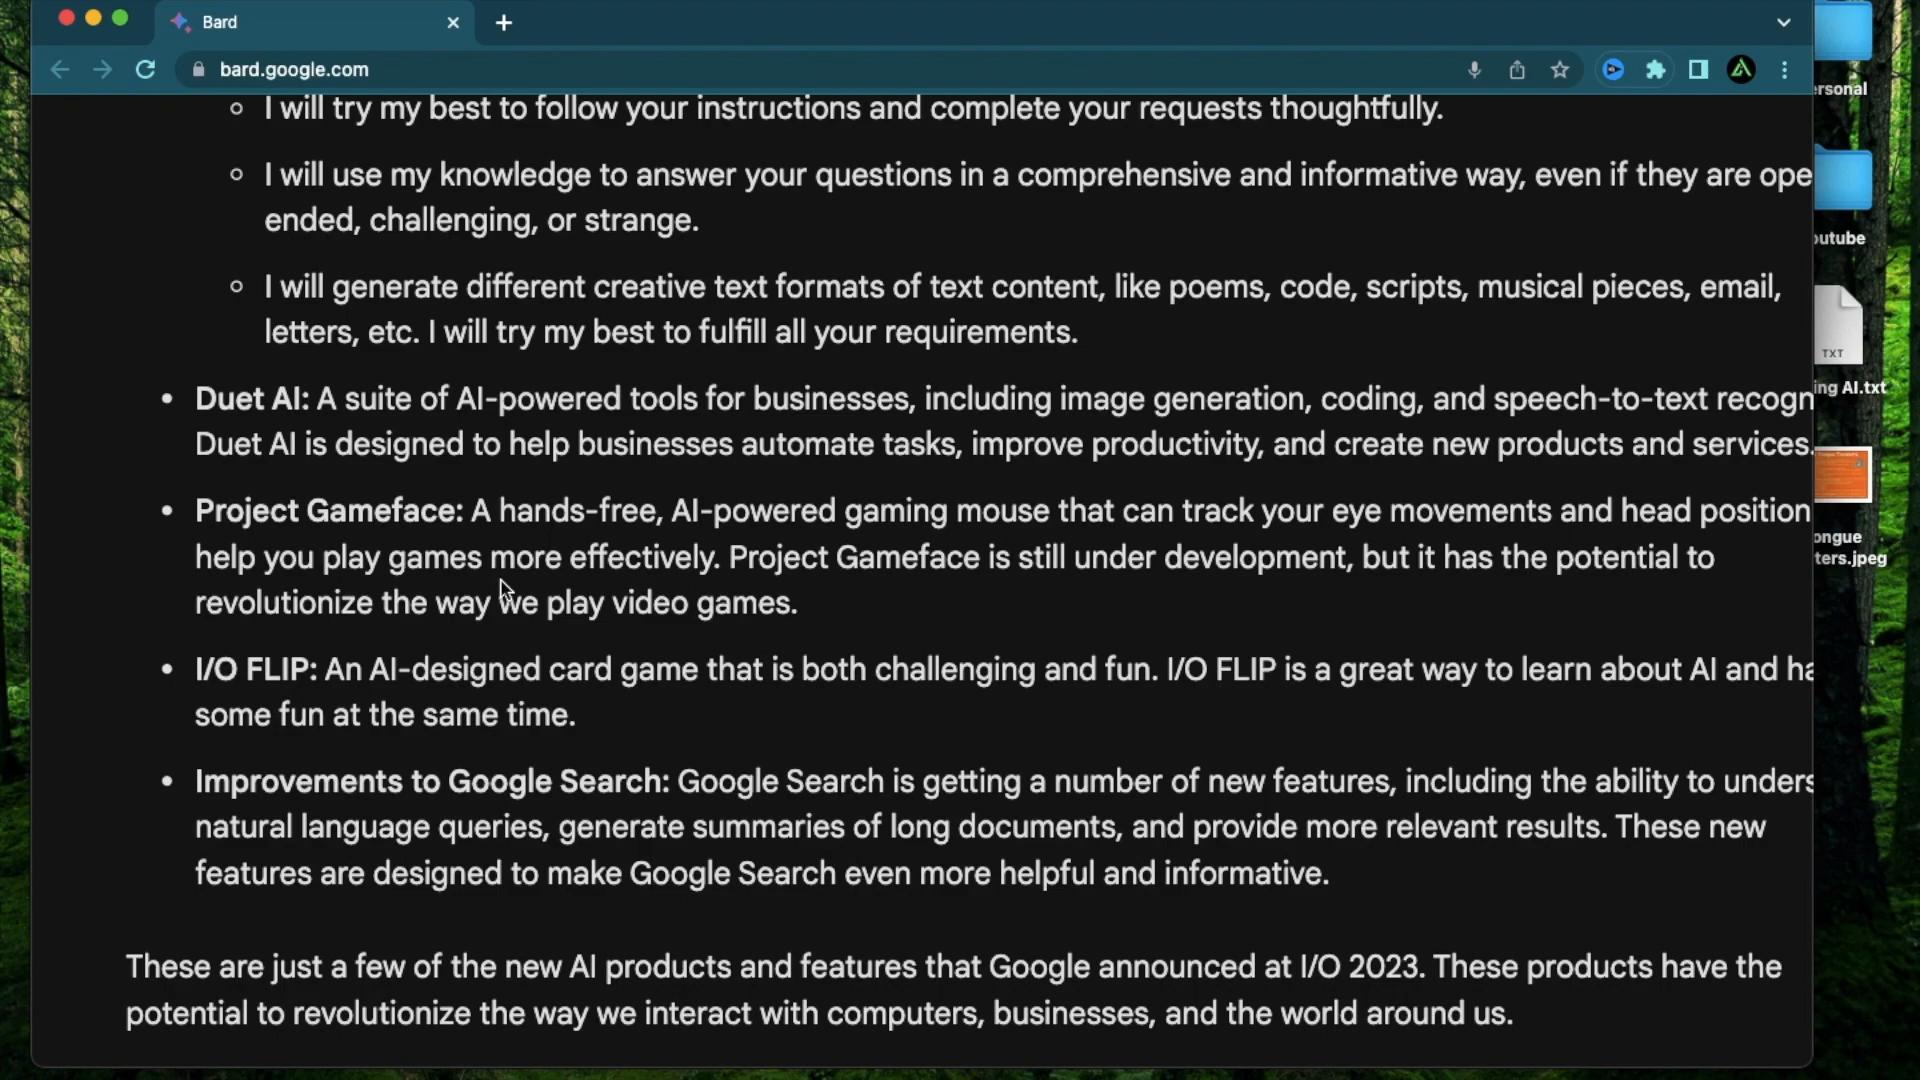 Bard
bard.google.com
I will try my best to follow your instructions and complete your requests thoughtfully.
I will use my knowledge to answer your questions in a comprehensive and informative way, even if they are ope
ended, challenging, or strange.
I will generate different creative text formats of text content, like poems, code, scripts, musical pieces, email,
letters, etc. I will try my best to fulfill all your requirements.
Duet AI: A suite of AI-powered tools for businesses, including image generation, coding, and speech-to-text recogn
Duet AI is designed to help businesses automate tasks, improve productivity, and create new products and services.
Project Gameface: A hands-free, AI-powered gaming mouse that can track your eye movements and head position
help you play games more effectively. Project Gameface is still under development, but it has the potential to
revolutionize the way we play video games.
I/O FLIP: An AI-designed card game that is both challenging and fun. I/O FLIP is a great way to learn about AI and ha
some fun at the same time.
Improvements to Google Search: Google Search is getting a number of new features, including the ability to unders
natural language queries, generate summaries of long documents, and provide more relevant results. These new
features are designed to make Google Search even more helpful and informative.
These are just a few of the new AI products and features that Google announced at I/O 2023. These products have the
potential to revolutionize the way we interact with computers, businesses, and the world around us.
ersonal
outube
TXT
ing AI.txt
ongue
ters.jpeg